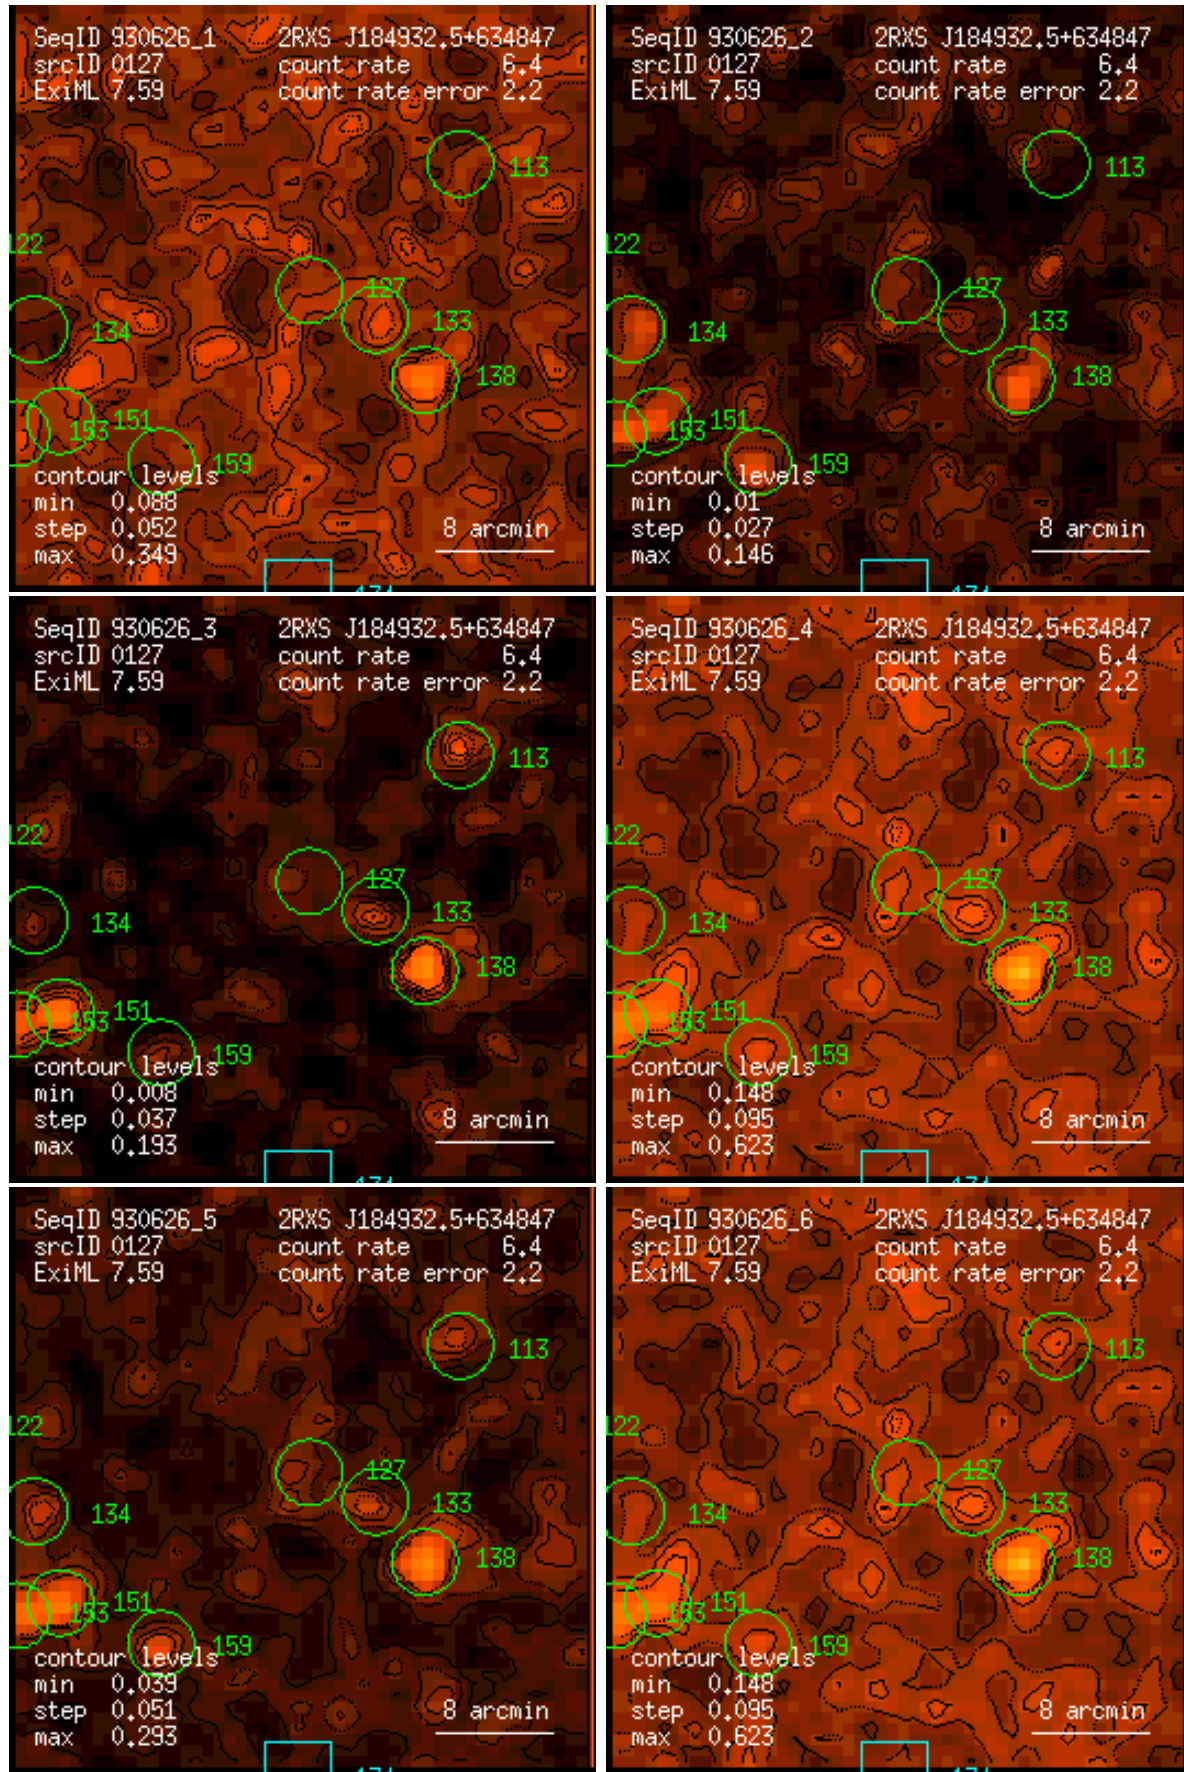 SeqID 930626_1 2RXS J184932.5+634847
srcID 0127 count rate 6.4
ExiML 7.59 count rate error 2.2
113
122
127
134 133
138
153 151
159
contour levels
min 0.088
step 0.052 8 arcmin
max 0.349
174
SeqID 930626_2 2RXS J184932.5+634847
srcID 0127 count rate 6.4
ExiML 7.59 count rate error 2.2
113
122
127
134 133
138
153 151
159
contour levels
min 0.01
step 0.027 8 arcmin
max 0.146
174
SeqID 930626_3 2RXS J184932.5+634847
srcID 0127 count rate 6.4
ExiML 7.59 count rate error 2.2
113
122
127
134 133
138
153 151
159
contour levels
min 0.008
step 0.037 8 arcmin
max 0.193
174
SeqID 930626_4 2RXS J184932.5+634847
srcID 0127 count rate 6.4
ExiML 7.59 count rate error 2.2
113
122
127
134 133
138
153 151
159
contour levels
min 0.148
step 0.095 8 arcmin
max 0.623
174
SeqID 930626_5 2RXS J184932.5+634847
srcID 0127 count rate 6.4
ExiML 7.59 count rate error 2.2
113
122
127
134 133
138
153 151
159
contour levels
min 0.039
step 0.051 8 arcmin
max 0.293
174
SeqID 930626_6 2RXS J184932.5+634847
srcID 0127 count rate 6.4
ExiML 7.59 count rate error 2.2
113
122
127
134 133
138
153 151
159
contour levels
min 0.148
step 0.095 8 arcmin
max 0.623
174